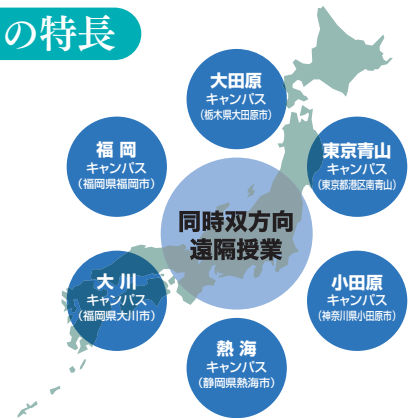 の特長
大田原
キャンパス
(栃木県大田原市)
福岡
キャンパス
(福岡県福岡市)
東京青山
キャンパス
(東京都港区南青山)
同時双方向
遠隔授業
大川
キャンパス
(福岡県大川市)
小田原
キャンパス
(神奈川県小田原市)
熱海
キャンパス
(静岡県熱海市)